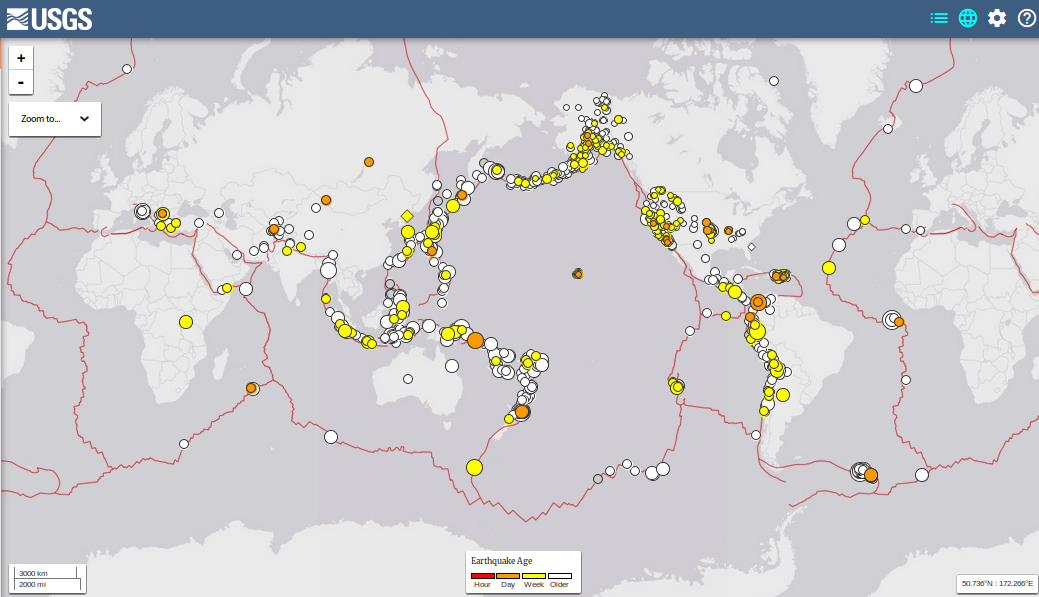 USGS
+
-
Zoom to...
3000 km
2000 mi
Earthquake Age
Hour Day Week Older
50.736°N : 172.266°E